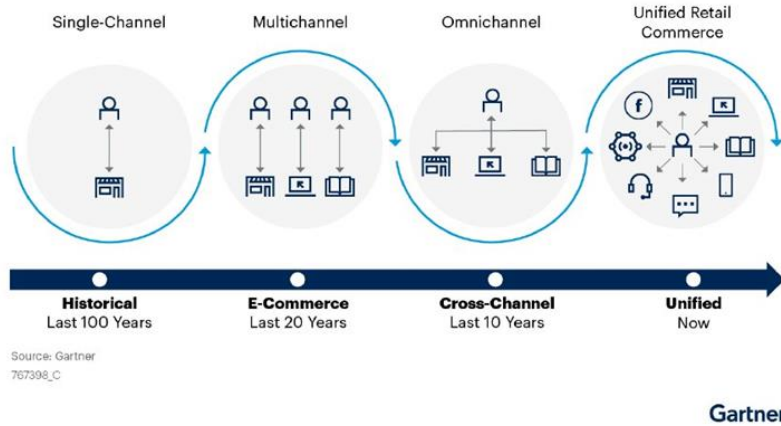 Single-Channel
Multichannel
Omnichannel
Unified Retail
Commerce
f
Historical
Last 100 Years
E-Commerce
Last 20 Years
Cross-Channel
Last 10 Years
Unified
Now
Source: Gartner
767398_C
Gartner